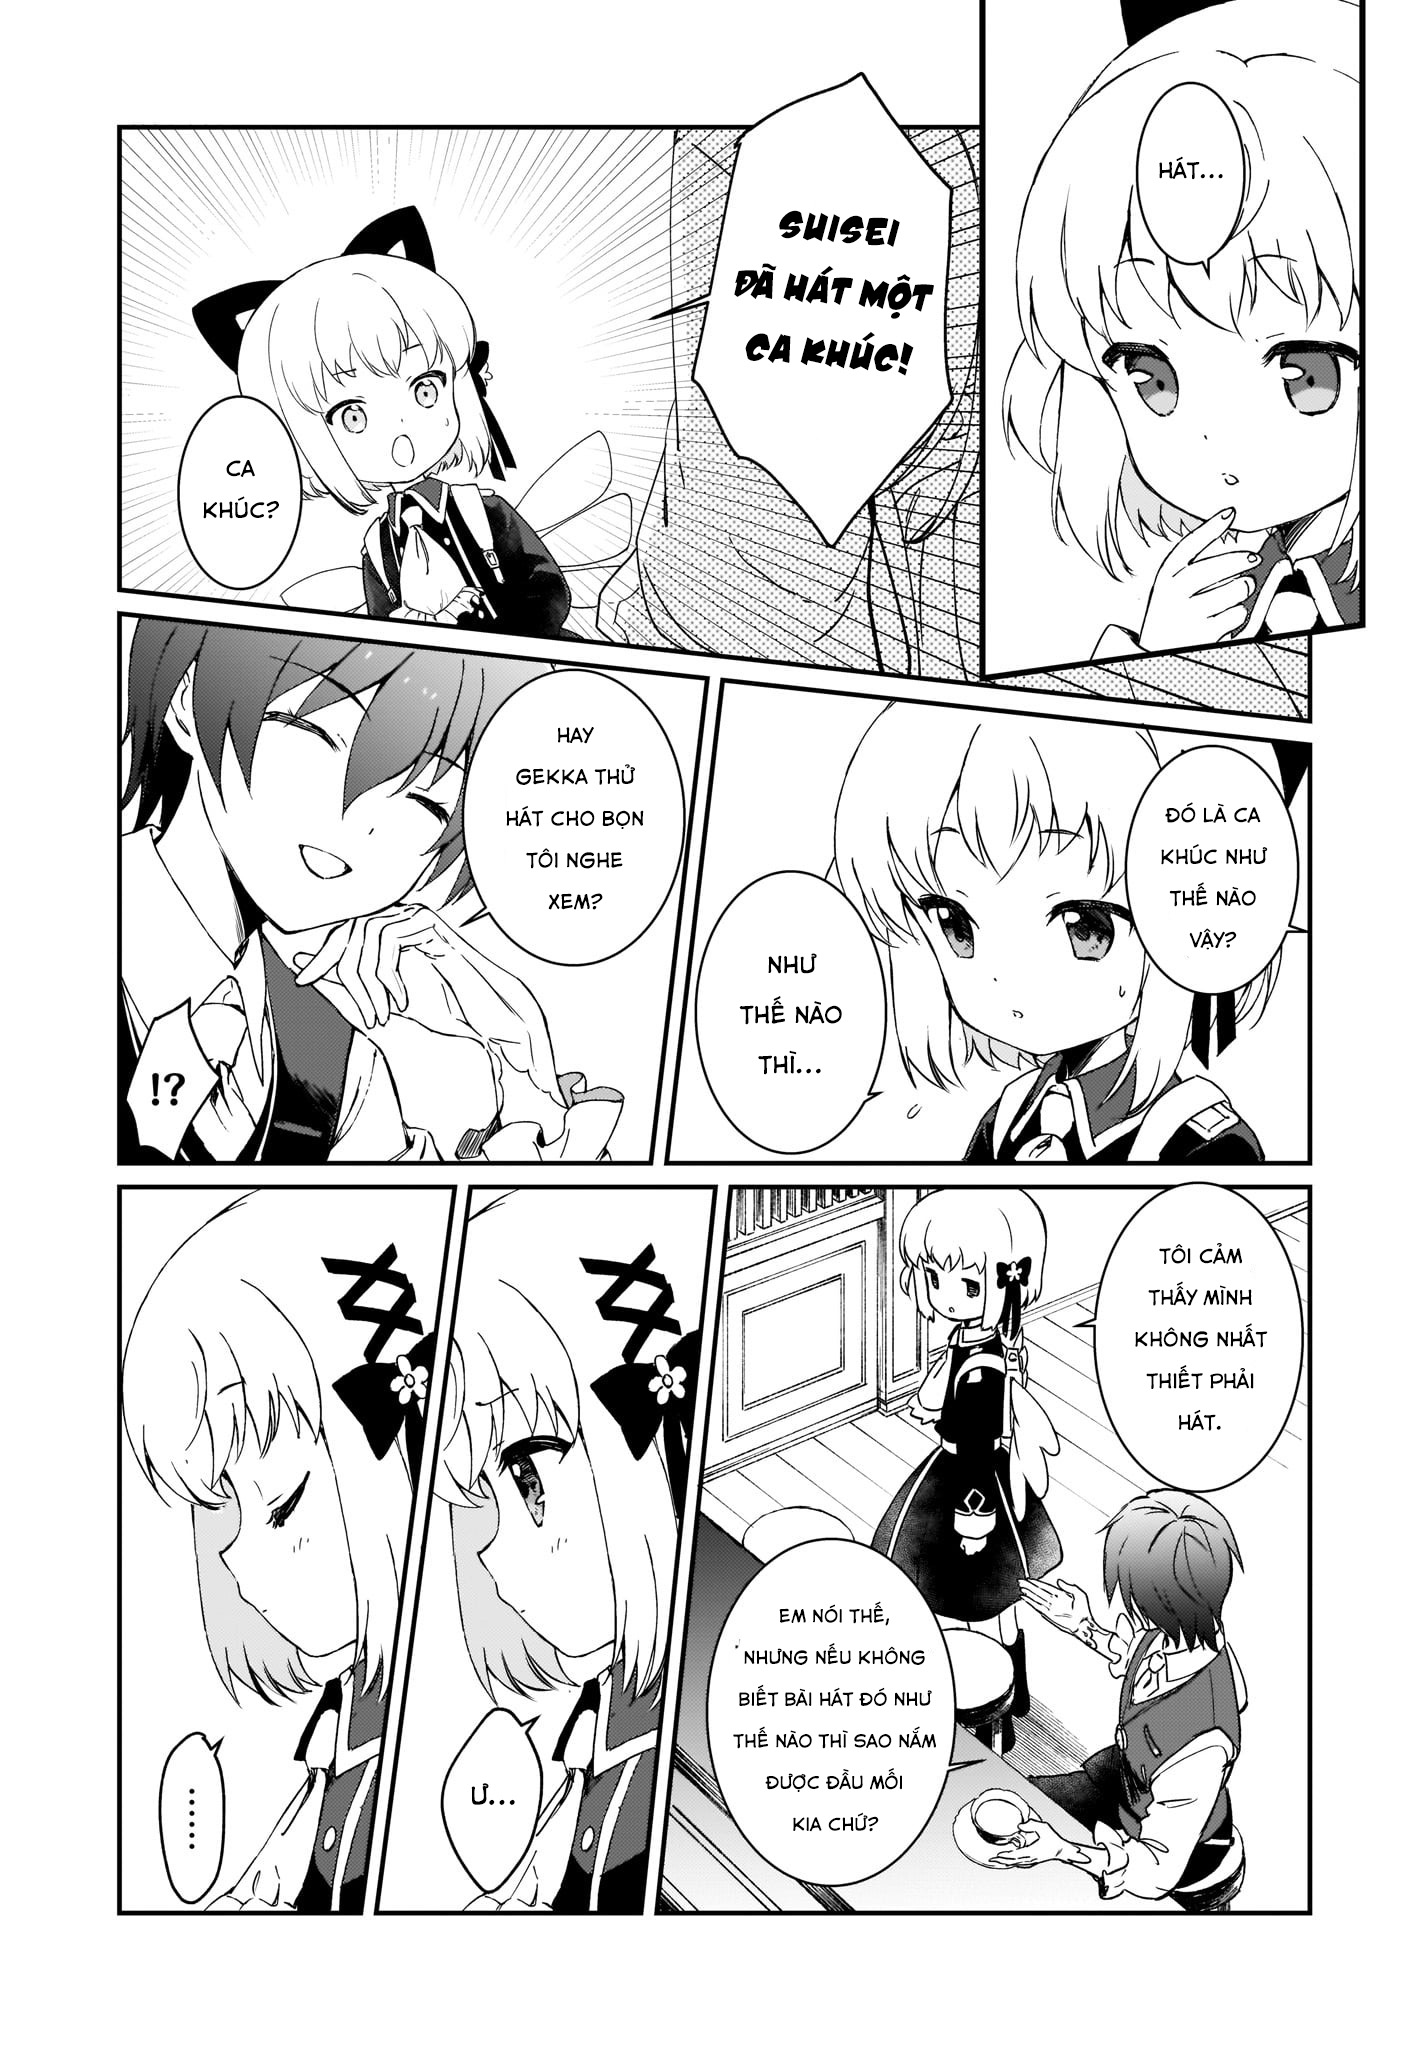 HÁT...
SUISEI
ĐÃ HÁT MỘT
CA KHÚC!
CA
KHÚC?
ĐÓ LÀ CA
KHÚC NHƯ
THẾ NÀO
VẬY?
NHƯ
THẾ NÀO
THÌ...
HAY
GEKKA THỬ
HÁT CHO BỌN
TÔI NGHE
XEM?
!?
TÔI CẢM
THẤY MÌNH
KHÔNG NHẤT
THIẾT PHẢI
HÁT.
EM NÓI THẾ,
NHƯNG NẾU KHÔNG
BIẾT BÀI HÁT ĐÓ NHƯ
THẾ NÀO THÌ SAO NẮM
ĐƯỢC ĐẦU MỐI
KIA CHỨ?
Ư...
......